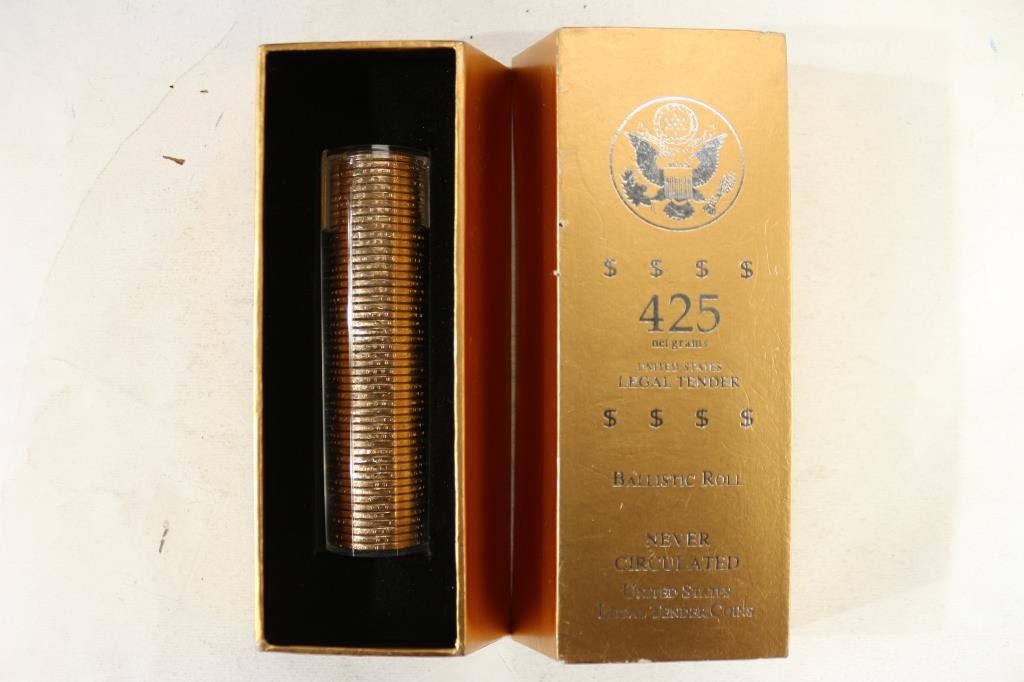 $ $ $ $
425
net grams
UNITED STATES
LEGAL TENDER
$ $ $ $
BALLISTIC ROLL
NEVER
CIRCULATED
UNITED STATES
LEGAL TENDER COINS